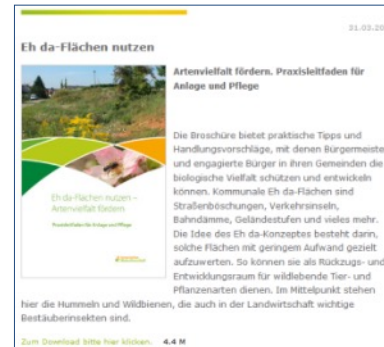 31.03.20
Eh da-Flächen nutzen
Artenvielfalt fördern. Praxisleitfaden für
Anlage und Pflege
Die Broschüre bietet praktische Tipps und
Handlungsvorschläge, mit denen Bürgermeiste
und engagierte Bürger in ihren Gemeinden die
biologische Vielfalt schützen und entwickeln
können. Kommunale Eh da-Flächen sind
Straßenböschungen, Verkehrsinseln,
Bahndämme, Geländestufen und vieles mehr.
Die Idee des Eh da-Konzeptes besteht darin,
solche Flächen mit geringem Aufwand gezielt
aufzuwerten. So können sie als Rückzugs- und
Entwicklungsraum für wildlebende Tier- und
Pflanzenarten dienen. Im Mittelpunkt stehen
hier die Hummeln und Wildbienen, die auch in der Landwirtschaft wichtige
Bestäuberinsekten sind.
Eh da-Flächen nutzen –
Artenvielfalt fördern
Praxisleitfaden für Anlage und Pflege
Zum Download bitte hier klicken. 4.4 M